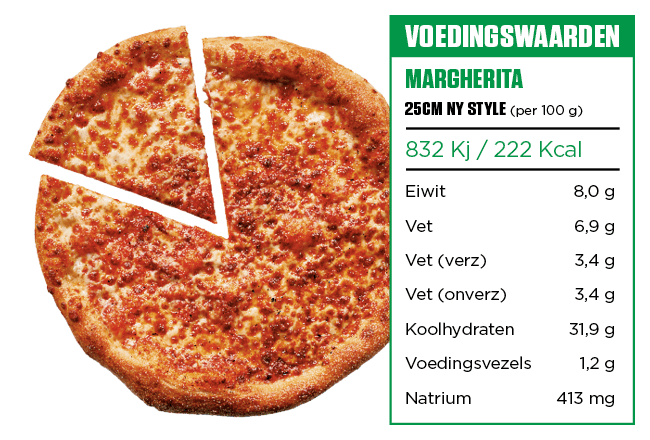 VOEDINGSWAARDEN
MARGHERITA
25CM NY STYLE (per 100 g)
832 Kj / 222 Kcal
Eiwit 8,0 g
Vet 6,9 g
Vet (verz) 3,4 g
Vet (onverz) 3,4 g
Koolhydraten 31,9 g
Voedingsvezels 1,2 g
Natrium 413 mg